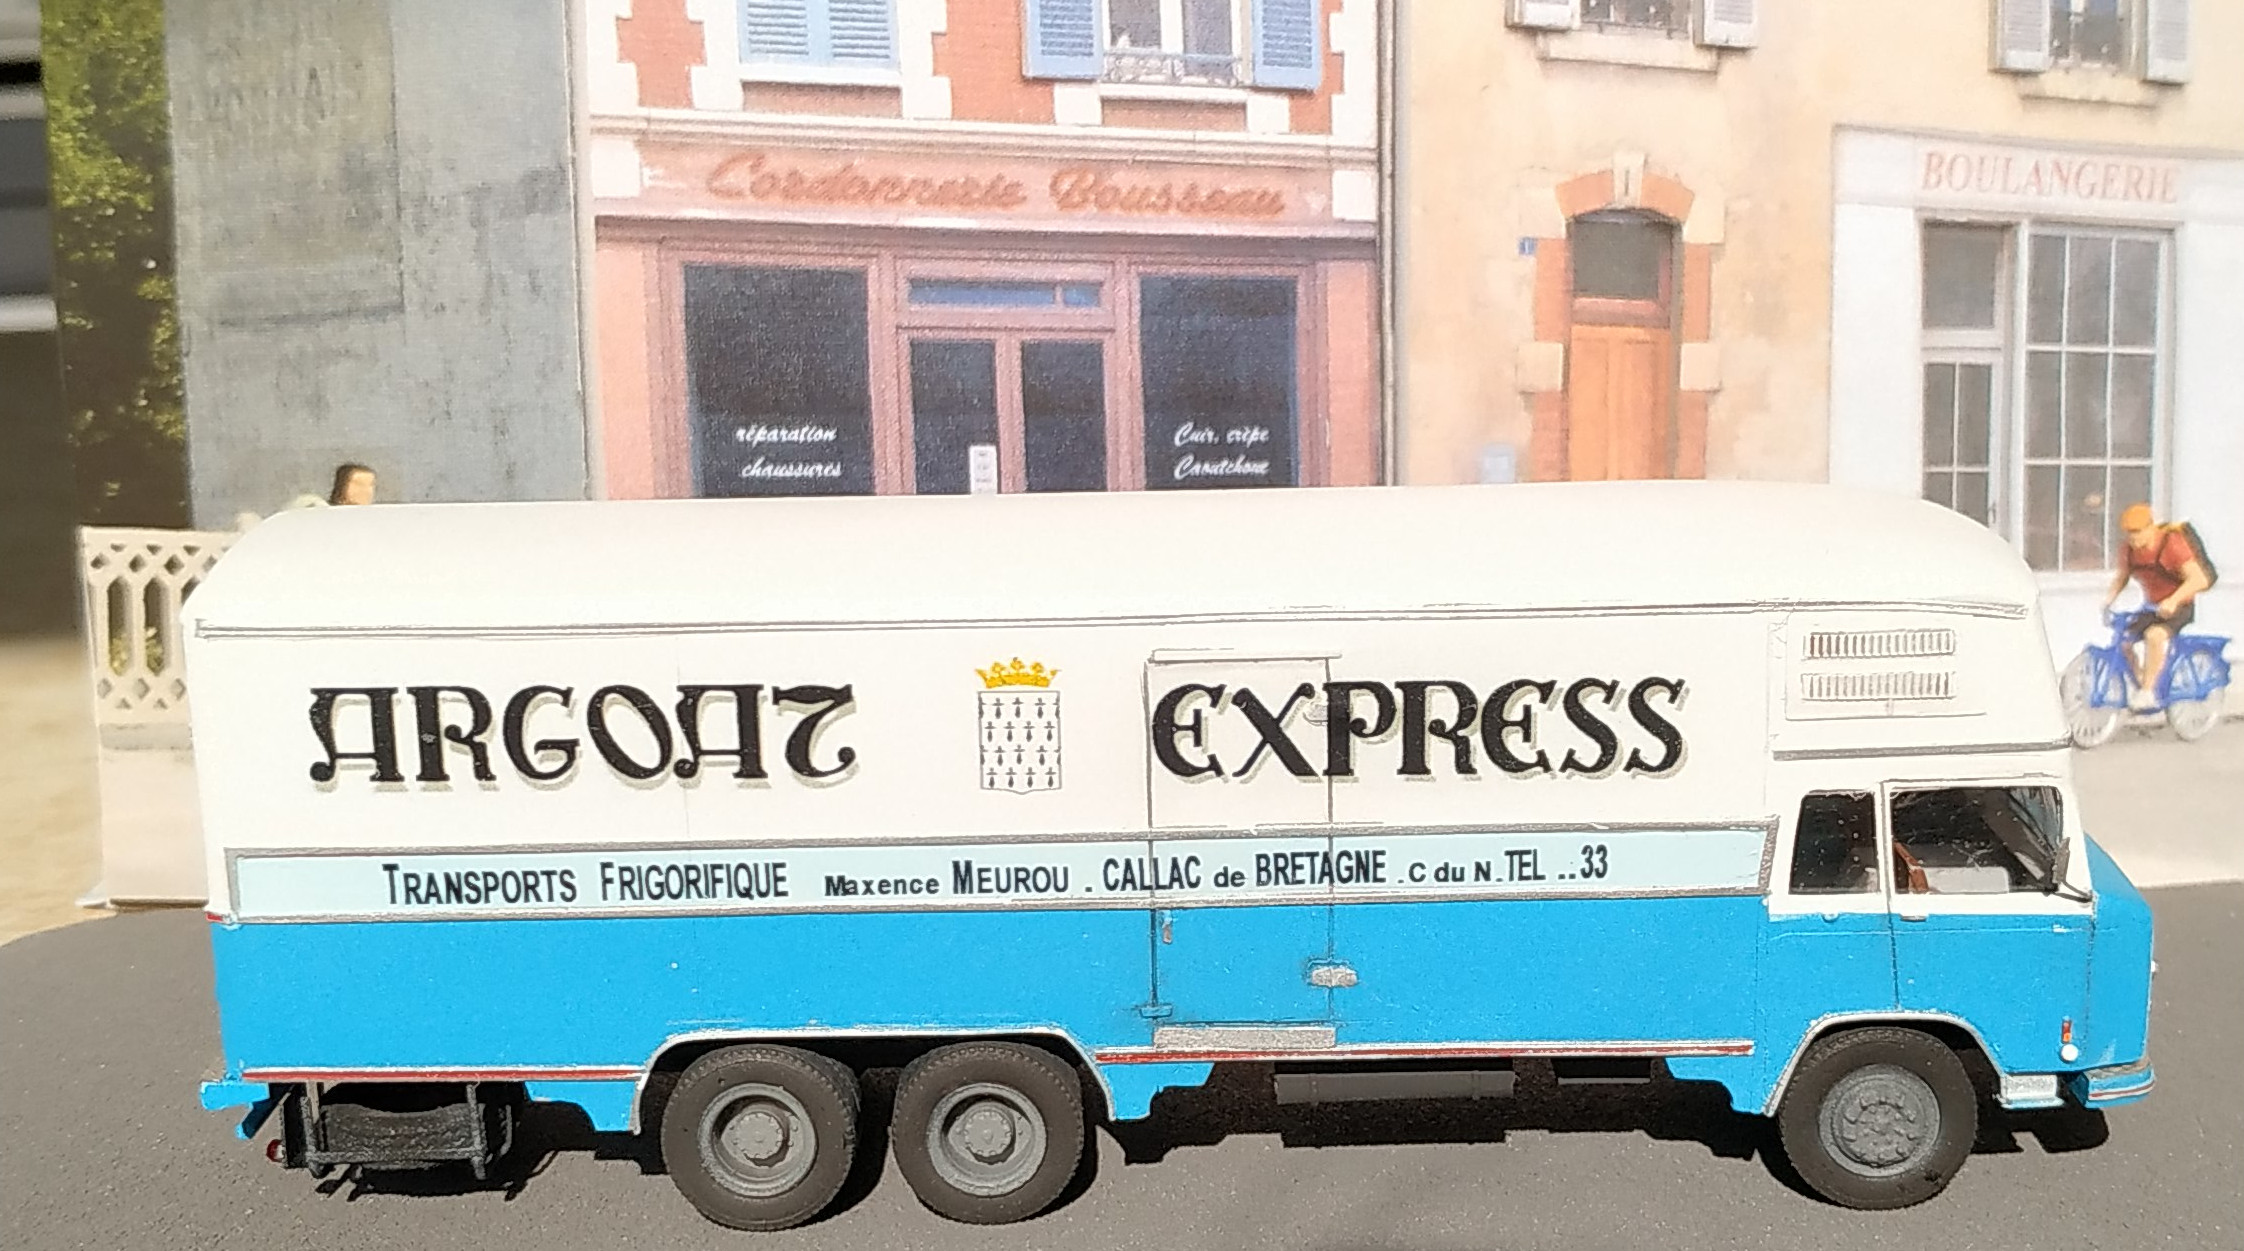 Cordonnerie Bousseau
BOULANGERIE
réparation
chaussures
Cuir, crêpe
Caoutchouc
ARGOAT EXPRESS
TRANSPORTS FRIGORIFIQUE Maxence MEUROU . CALLAC de BRETAGNE . C du N. TEL ..33